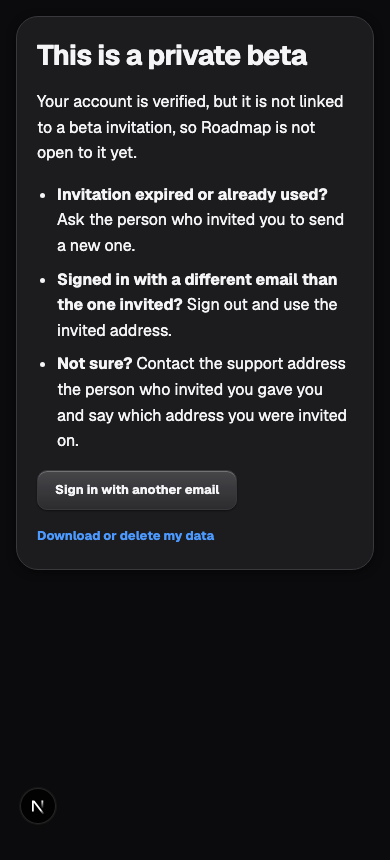 This is a private beta
Your account is verified, but it is not linked
to a beta invitation, so Roadmap is not
open to it yet.
• Invitation expired or already used?
Ask the person who invited you to send
a new one.
• Signed in with a different email than
the one invited? Sign out and use the
invited address.
• Not sure? Contact the support address
the person who invited you gave you
and say which address you were invited
on.
Sign in with another email
Download or delete my data
N